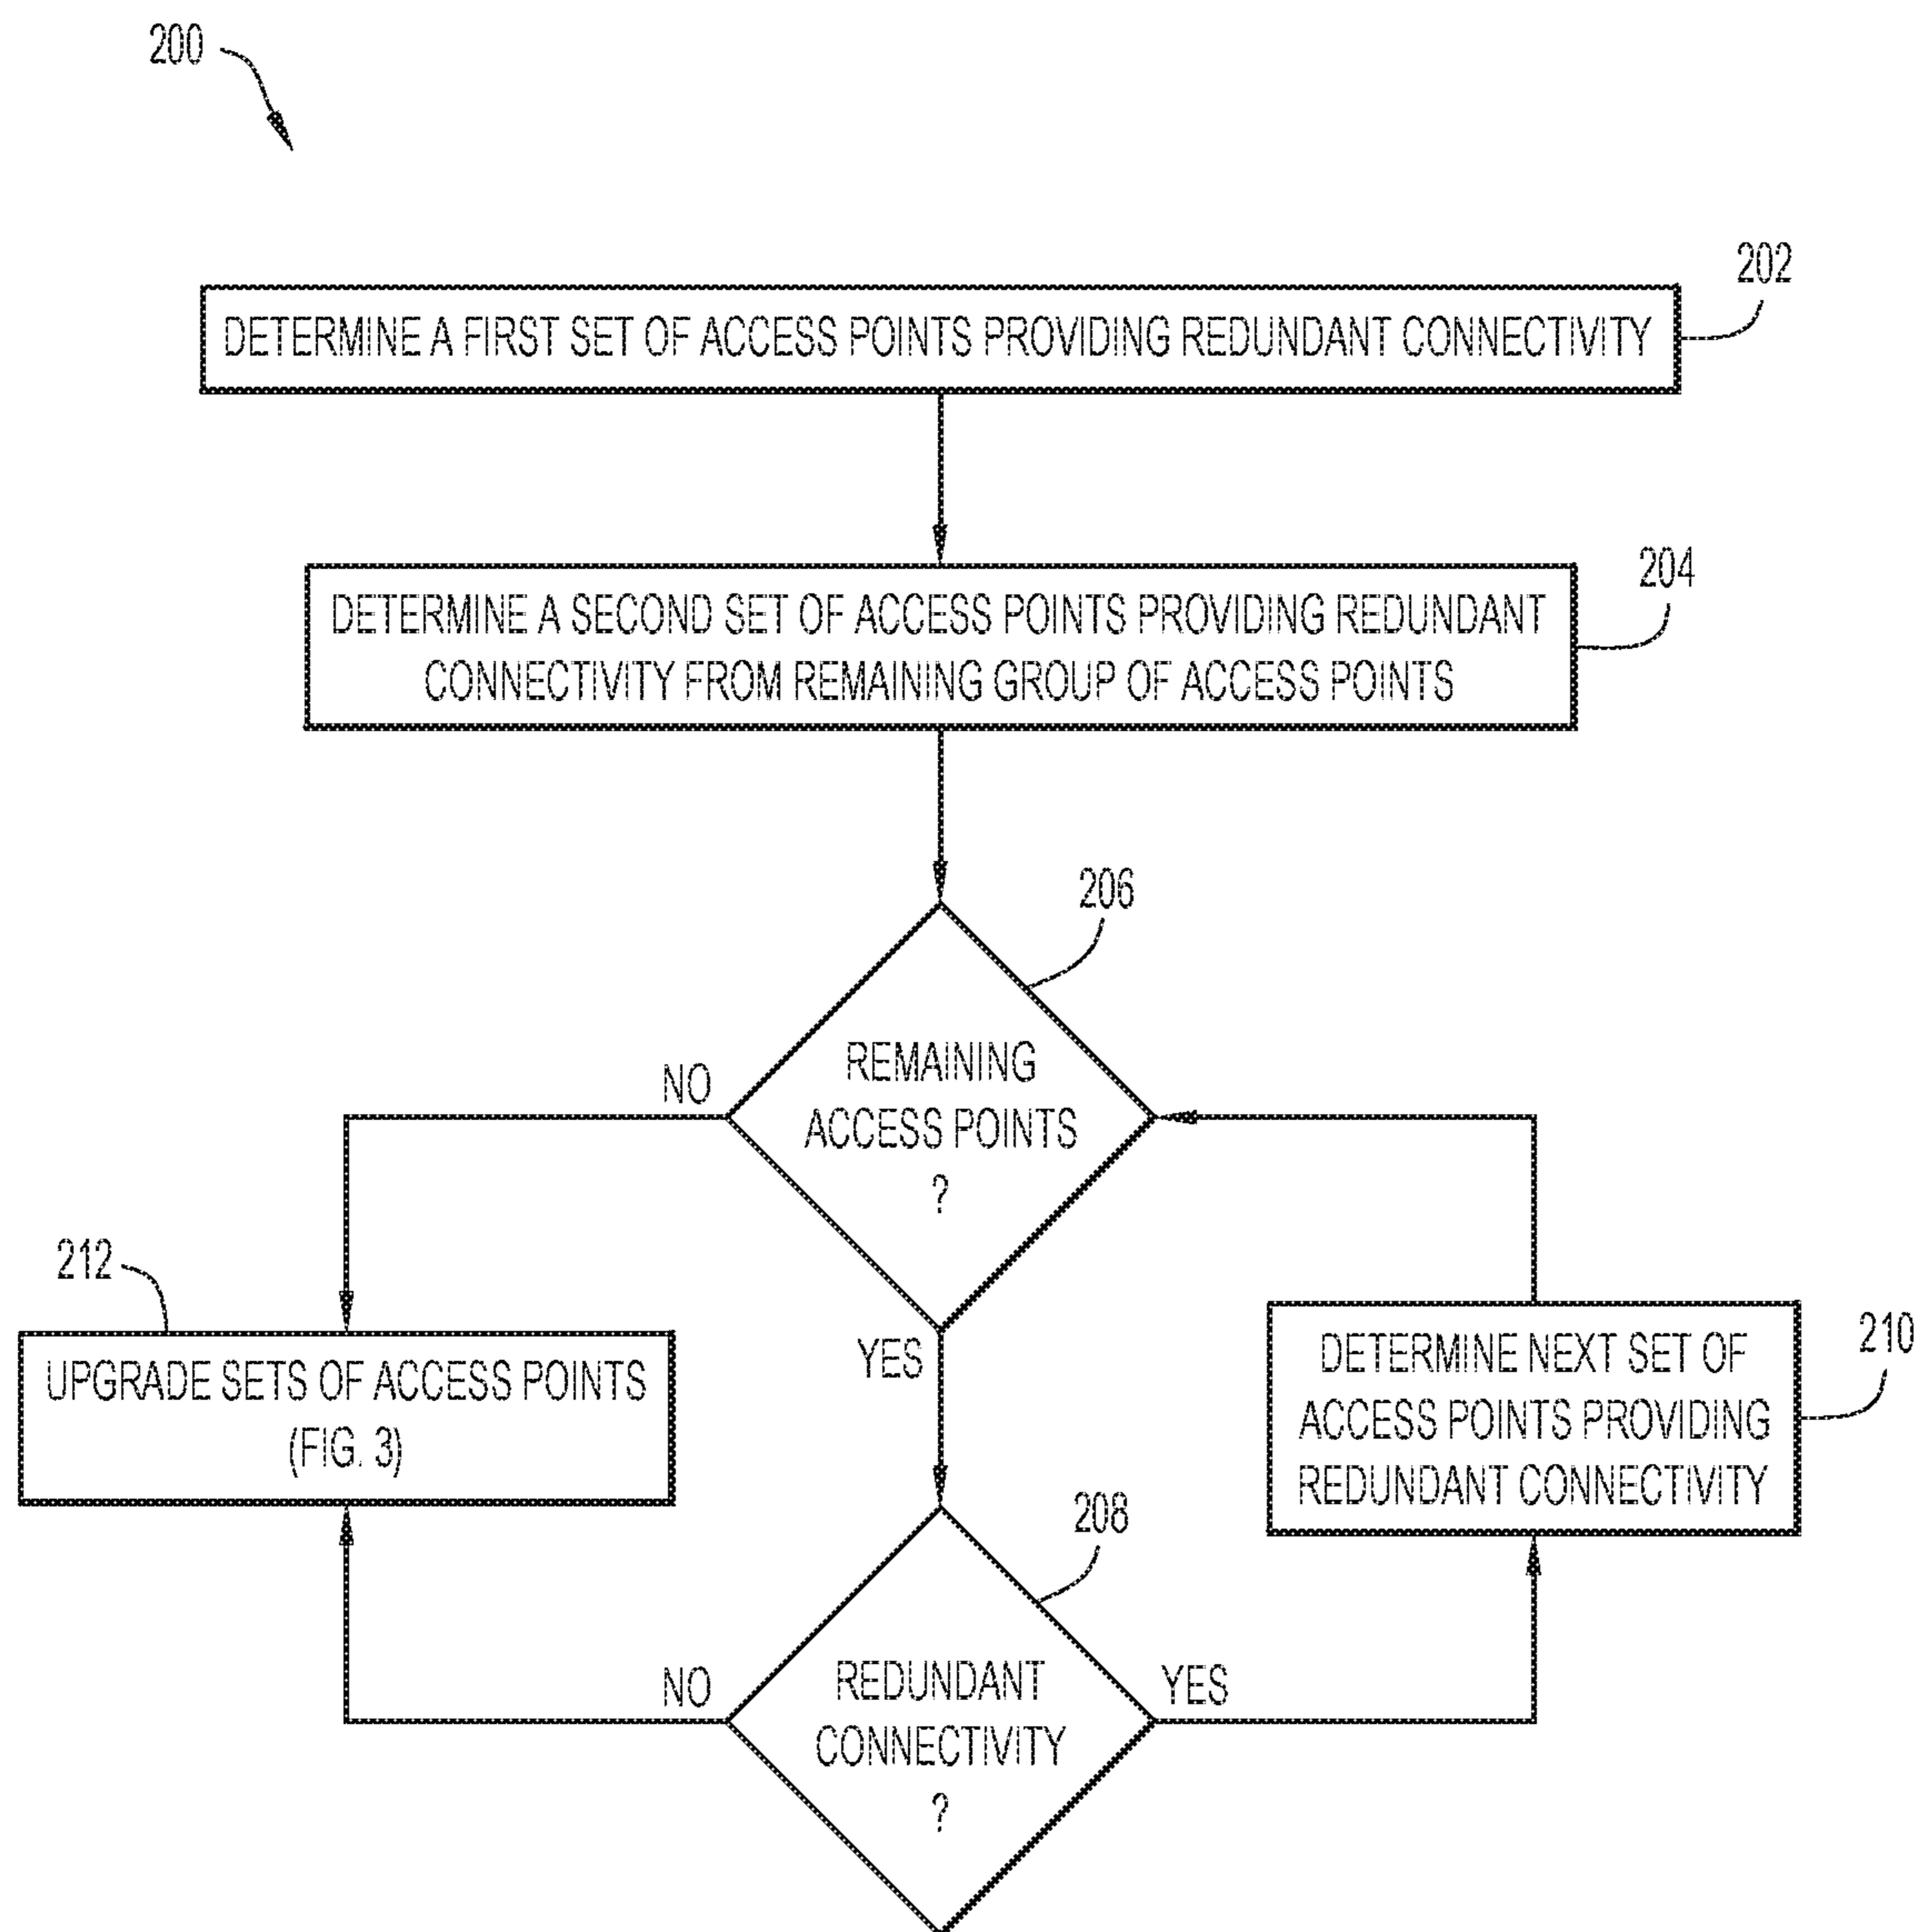 200
202
DETERMINE A FIRST SET OF ACCESS POINTS PROVIDING REDUNDANT CONNECTIVITY
204
DETERMINE A SECOND SET OF ACCESS POINTS PROVIDING REDUNDANT
CONNECTIVITY FROM REMAINING GROUP OF ACCESS POINTS
206
REMAINING
ACCESS POINTS
?
NO
YES
212
UPGRADE SETS OF ACCESS POINTS
(FIG. 3)
210
DETERMINE NEXT SET OF
ACCESS POINTS PROVIDING
REDUNDANT CONNECTIVITY
208
REDUNDANT
CONNECTIVITY
?
NO
YES